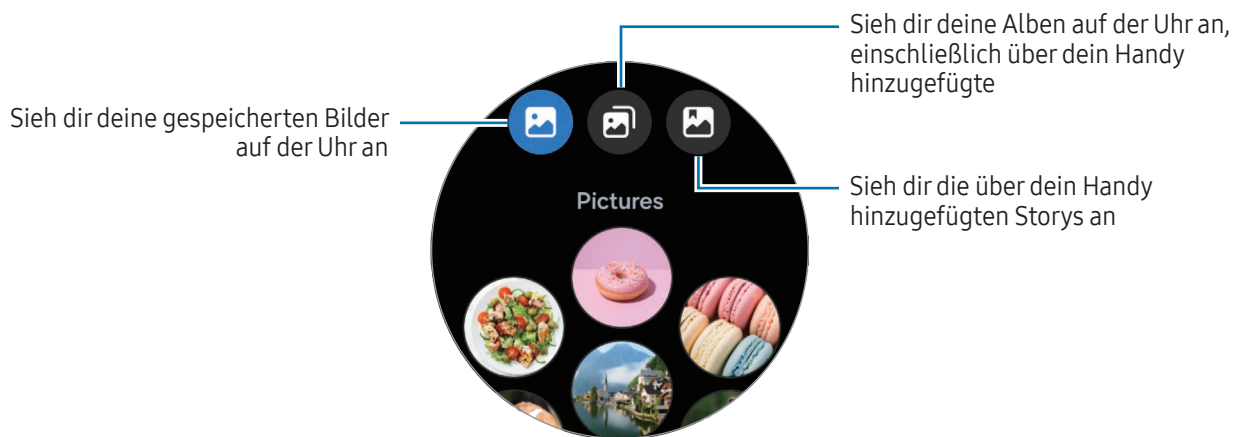 Sieh dir deine Alben auf der Uhr an,
einschließlich über dein Handy
hinzugefügte
Sieh dir deine gespeicherten Bilder
auf der Uhr an
Sieh dir die über dein Handy
hinzugefügten Storys an
Pictures